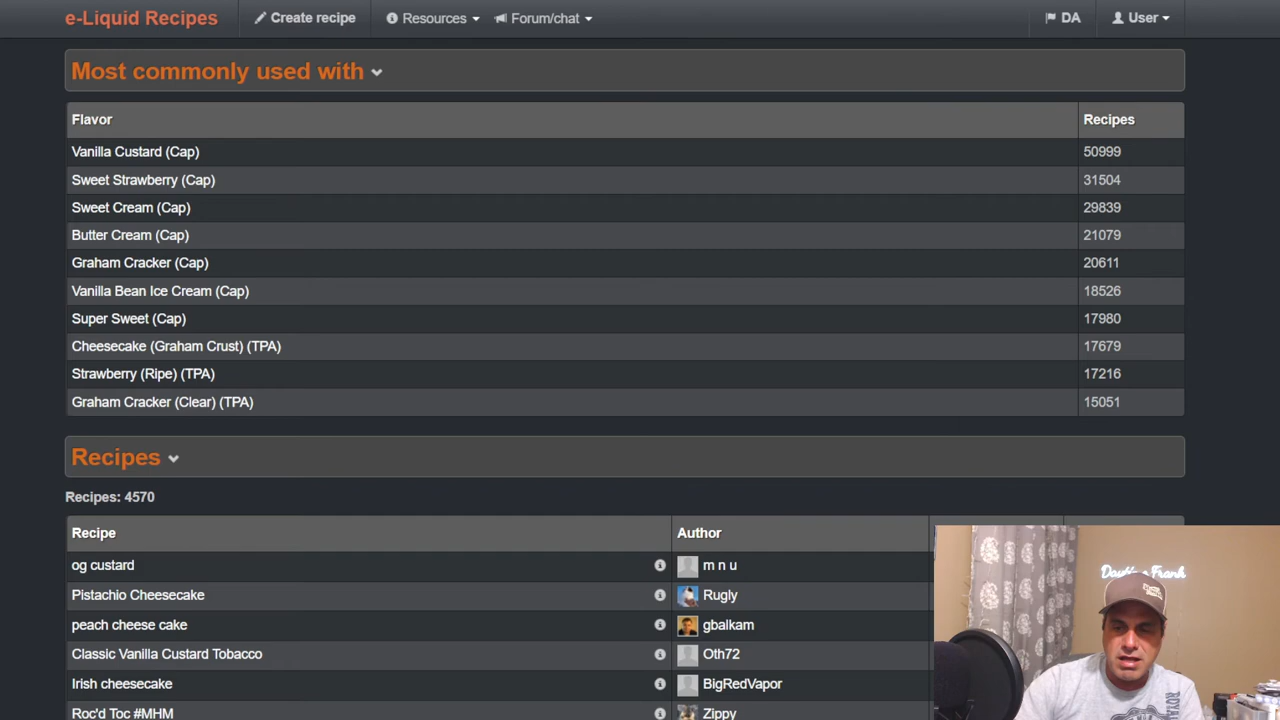 e-Liquid Recipes Create recipe Resources Forum/chat DA User
Most commonly used with
Flavor Recipes
Vanilla Custard (Cap) 50999
Sweet Strawberry (Cap) 31504
Sweet Cream (Cap) 29839
Butter Cream (Cap) 21079
Graham Cracker (Cap) 20611
Vanilla Bean Ice Cream (Cap) 18526
Super Sweet (Cap) 17980
Cheesecake (Graham Crust) (TPA) 17679
Strawberry (Ripe) (TPA) 17216
Graham Cracker (Clear) (TPA) 15051
Recipes
Recipes: 4570
Recipe Author
og custard m n u
Pistachio Cheesecake Rugly
peach cheese cake gbalkam
Classic Vanilla Custard Tobacco Oth72
Irish cheesecake BigRedVapor
Roc'd Toc #MHM Zippy